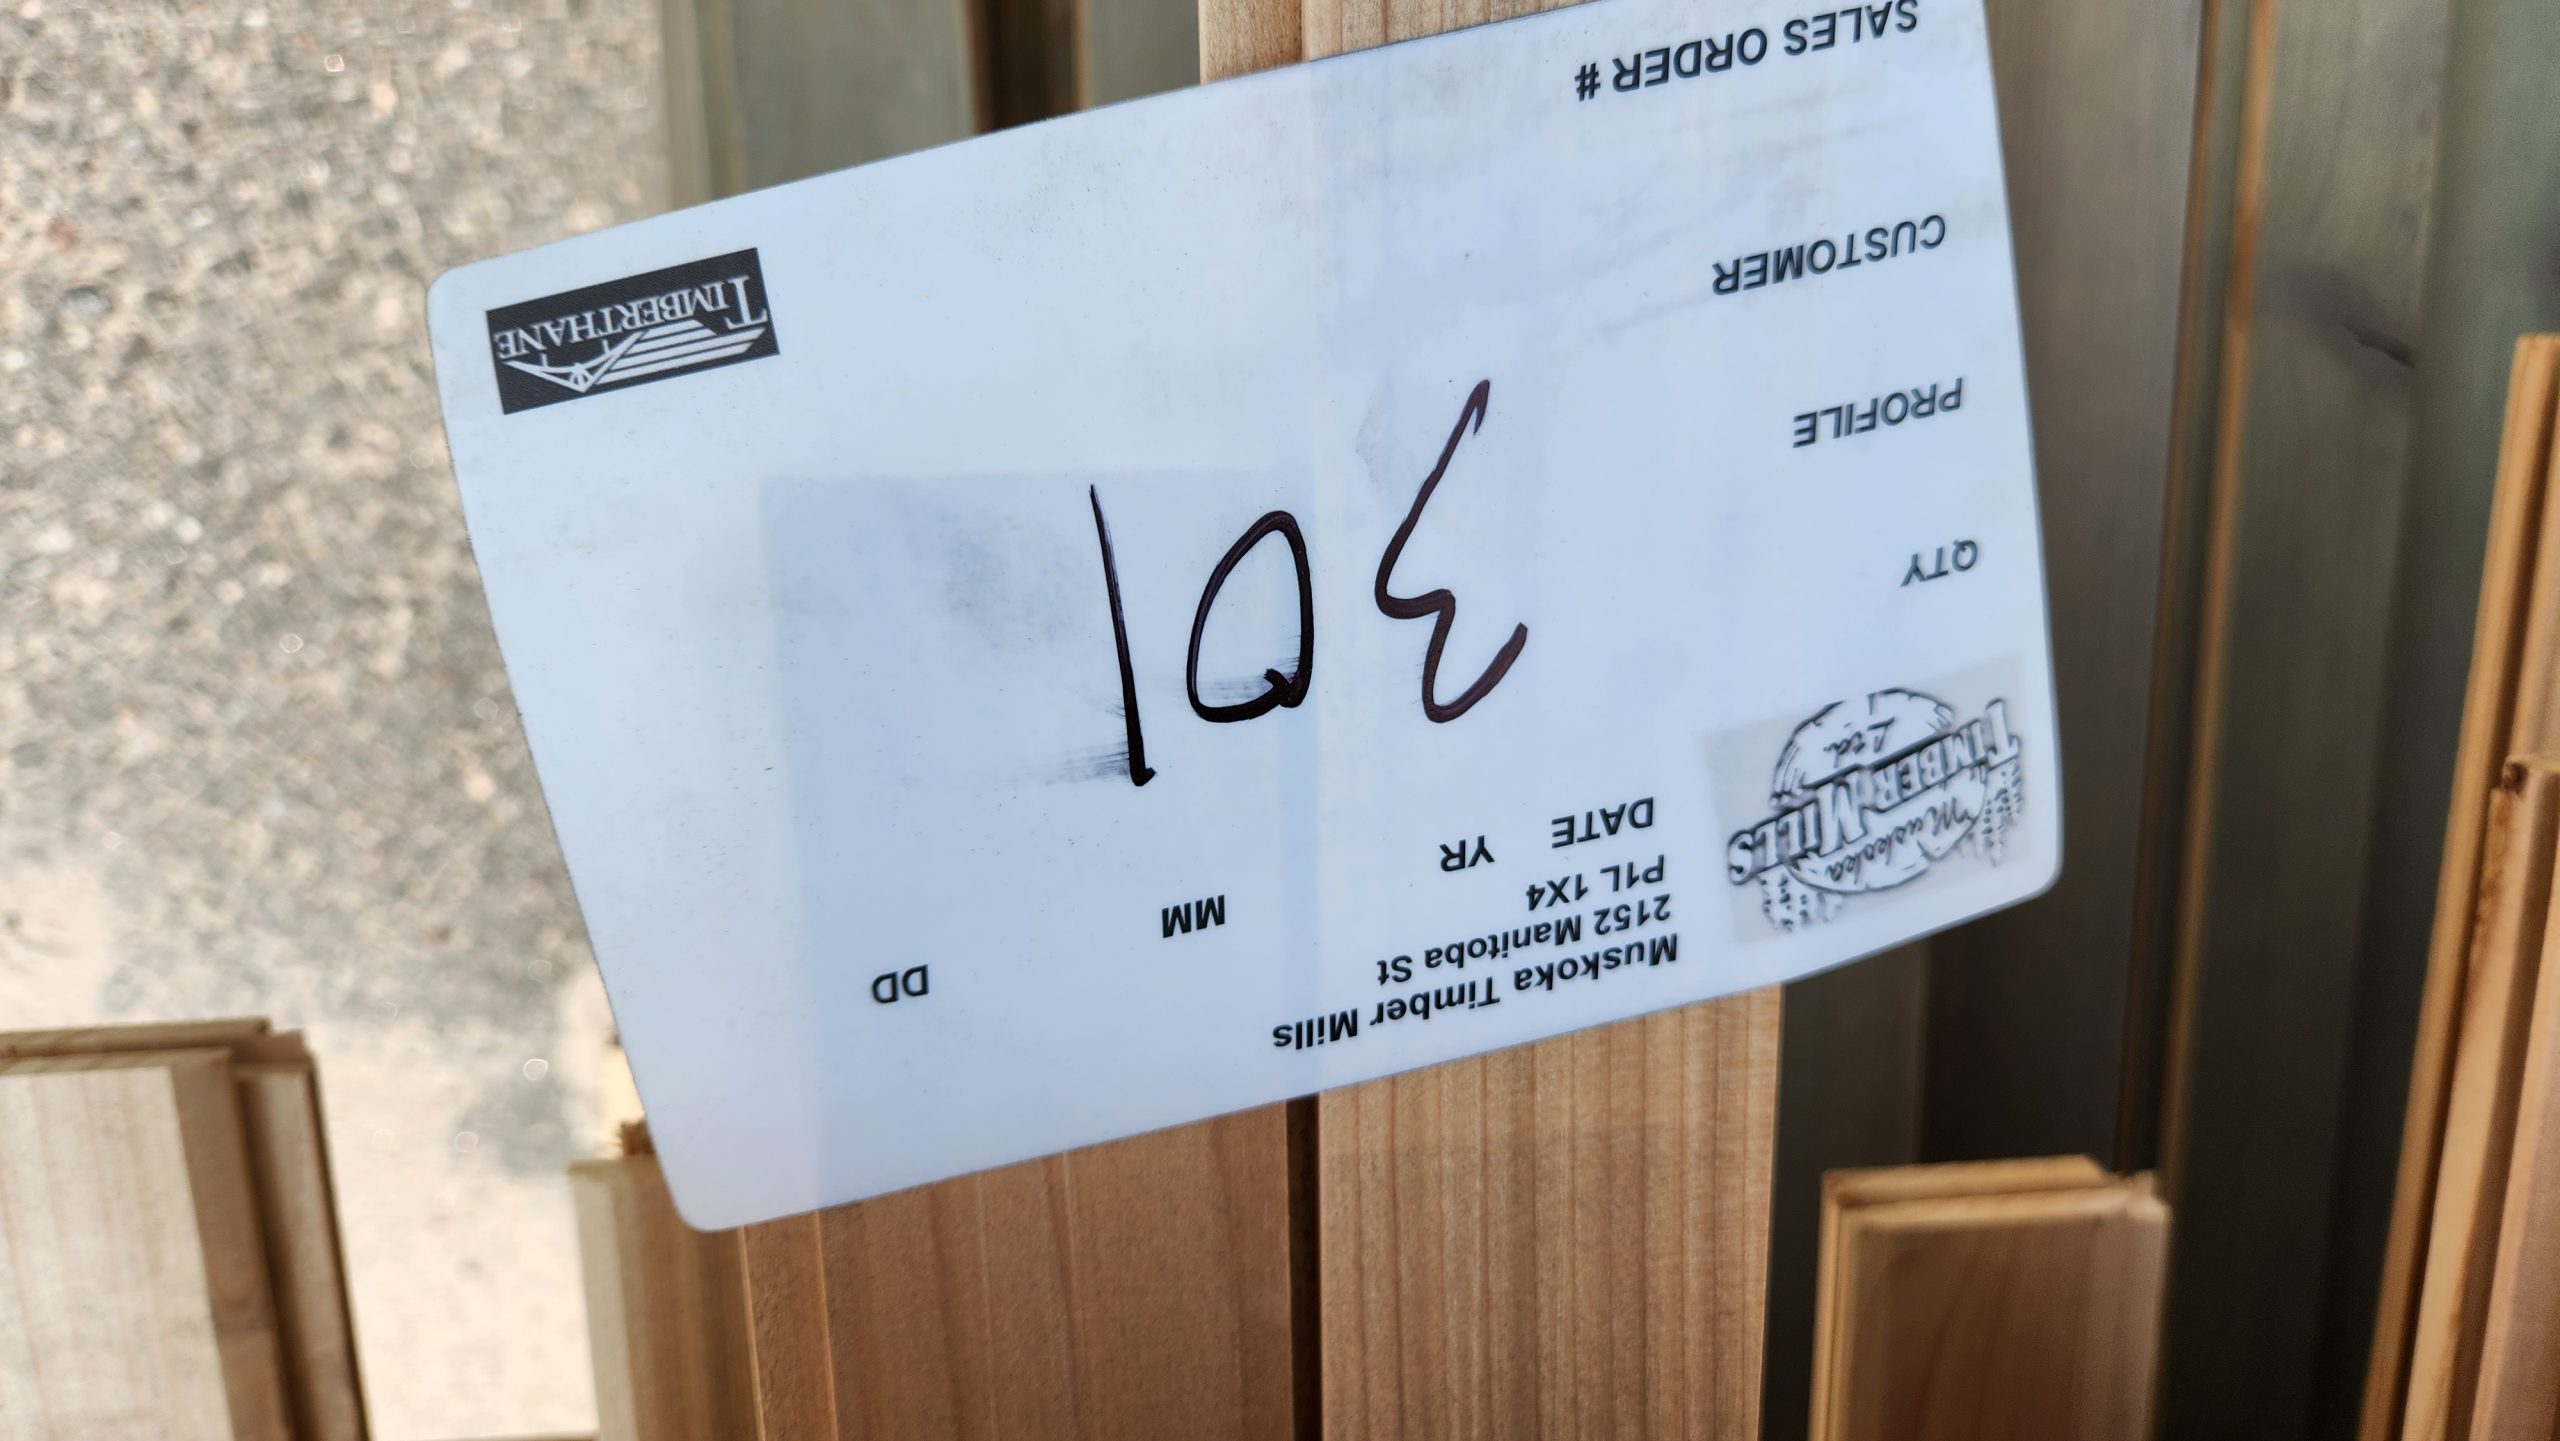 Muskoka
TIMBER MILLS
Ltd.
Muskoka Timber Mills
2152 Manitoba St
P1L 1X4
DATE YR MM DD
301
QTY
PROFILE
CUSTOMER
TIMBERTHANE
SALES ORDER #